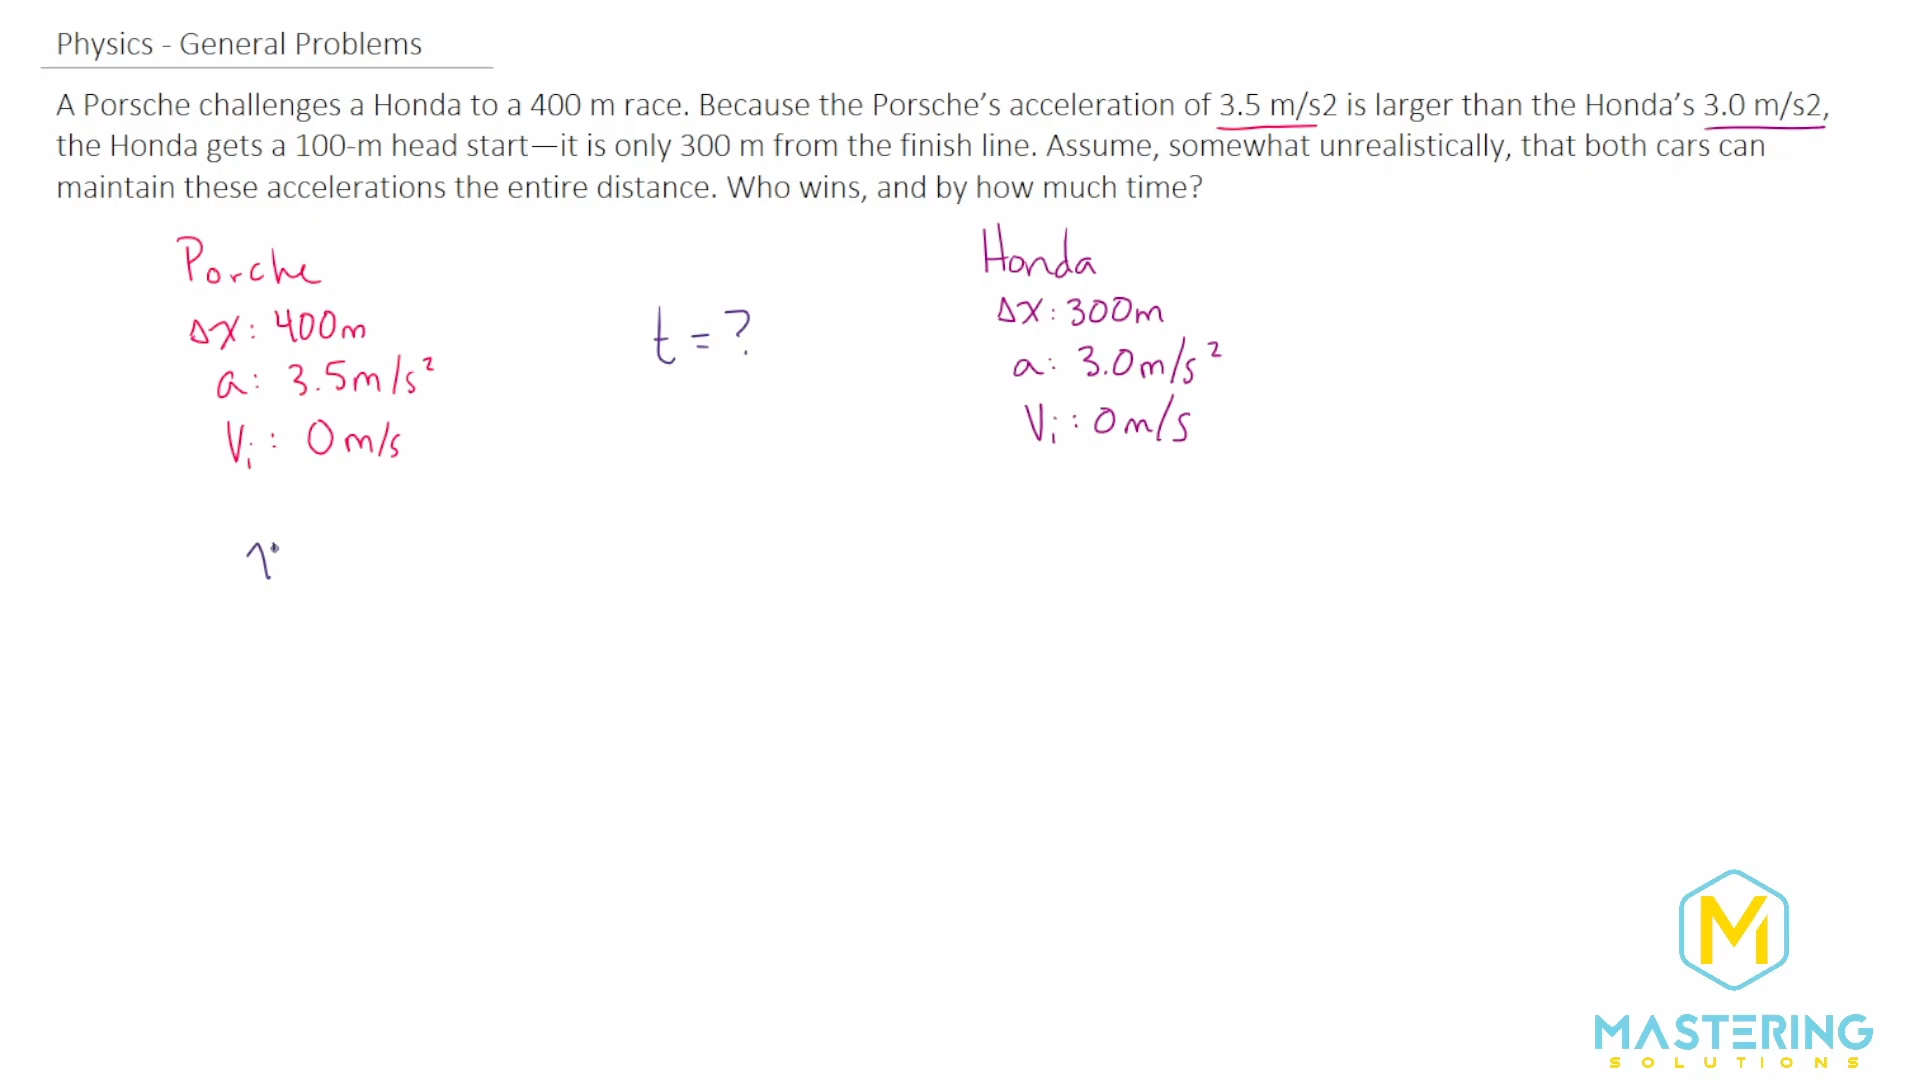 Physics - General Problems
A Porsche challenges a Honda to a 400 m race. Because the Porsche’s acceleration of 3.5 m/s2 is larger than the Honda’s 3.0 m/s2,
the Honda gets a 100-m head start—it is only 300 m from the finish line. Assume, somewhat unrealistically, that both cars can
maintain these accelerations the entire distance. Who wins, and by how much time?
Porche
Δx: 400m
a: 3.5m/s²
Vi: 0m/s
t = ?
Honda
Δx: 300m
a: 3.0m/s²
Vi: 0m/s
MASTERING
SOLUTIONS